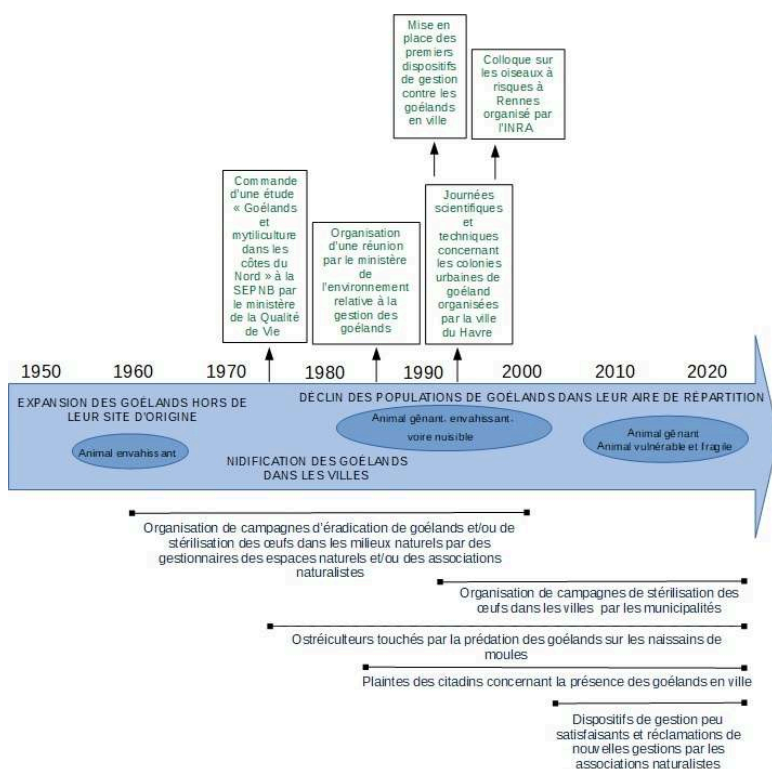 Mise en
place des
premiers
dispositifs
de gestion
contre les
goélands
en ville
Colloque sur
les oiseaux à
risques à
Rennes
organisé par
l'INRA
Commande
d'une étude
« Goélands
et
mytiliculture
dans les
côtes du
Nord » à la
SEPNB par
le ministère
de la Qualité
de Vie
Organisation
d'une réunion
par le ministère
de
l'environnement
relative à la
gestion des
goélands
Journées
scientifiques
et
techniques
concernant
les colonies
urbaines de
goéland
organisées
par la ville
du Havre
1950 1960 1970 1980 1990 2000 2010 2020
EXPANSION DES GOÉLANDS HORS DE
LEUR SITE D'ORIGINE
DÉCLIN DES POPULATIONS DE GOÉLANDS DANS LEUR AIRE DE RÉPARTITION
Animal envahissant
Animal gênant, envahissant,
voire nuisible
Animal gênant
Animal vulnérable et fragile
NIDIFICATION DES GOÉLANDS
DANS LES VILLES
Organisation de campagnes d'éradication de goélands et/ou de
stérilisation des œufs dans les milieux naturels par des
gestionnaires des espaces naturels et/ou des associations
naturalistes
Organisation de campagnes de stérilisation des
œufs dans les villes par les municipalités
Ostréiculteurs touchés par la prédation des goélands sur les naissains de
moules
Plaintes des citadins concernant la présence des goélands en ville
Dispositifs de gestion peu
satisfaisants et réclamations de
nouvelles gestions par les
associations naturalistes